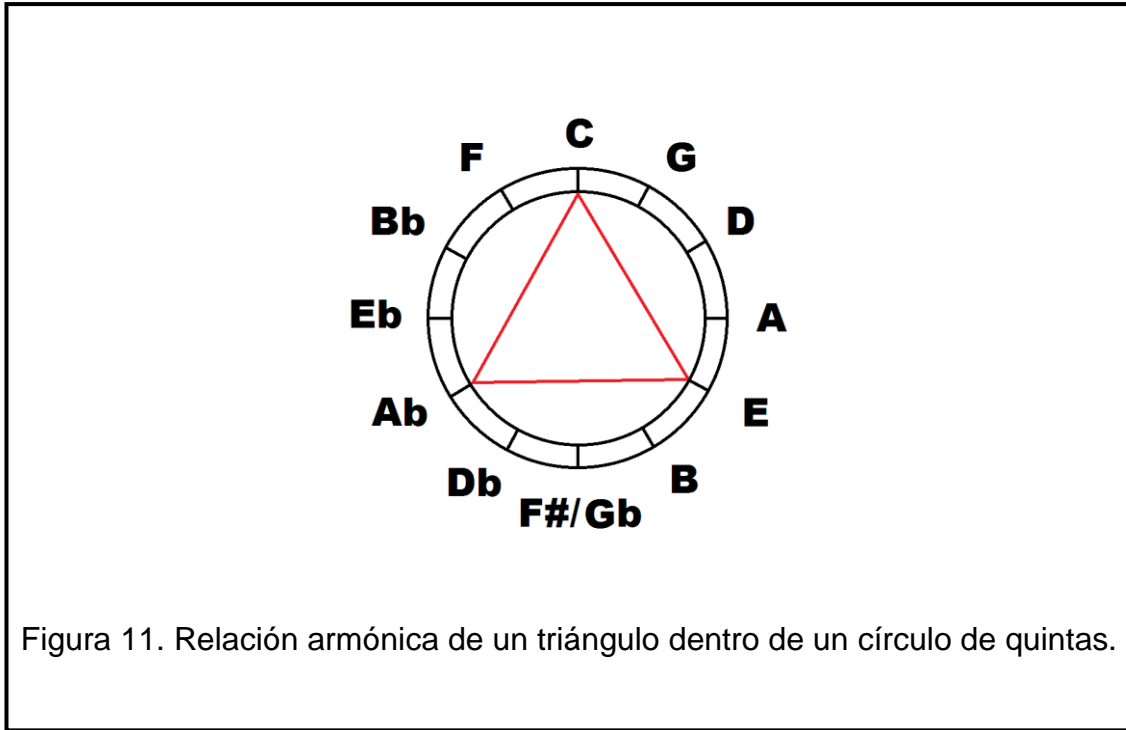 C
F
G
Bb
D
Eb
A
Ab
E
Db
B
F#/Gb
Figura 11. Relación armónica de un triángulo dentro de un círculo de quintas.